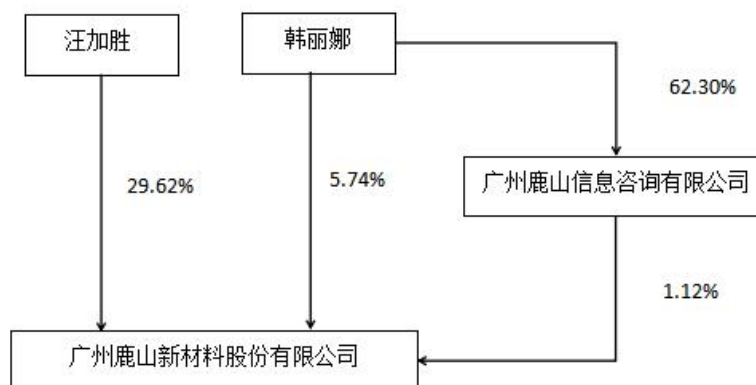 汪加胜
韩丽娜
62.30%
29.62%
5.74%
广州鹿山信息咨询有限公司
1.12%
广州鹿山新材料股份有限公司